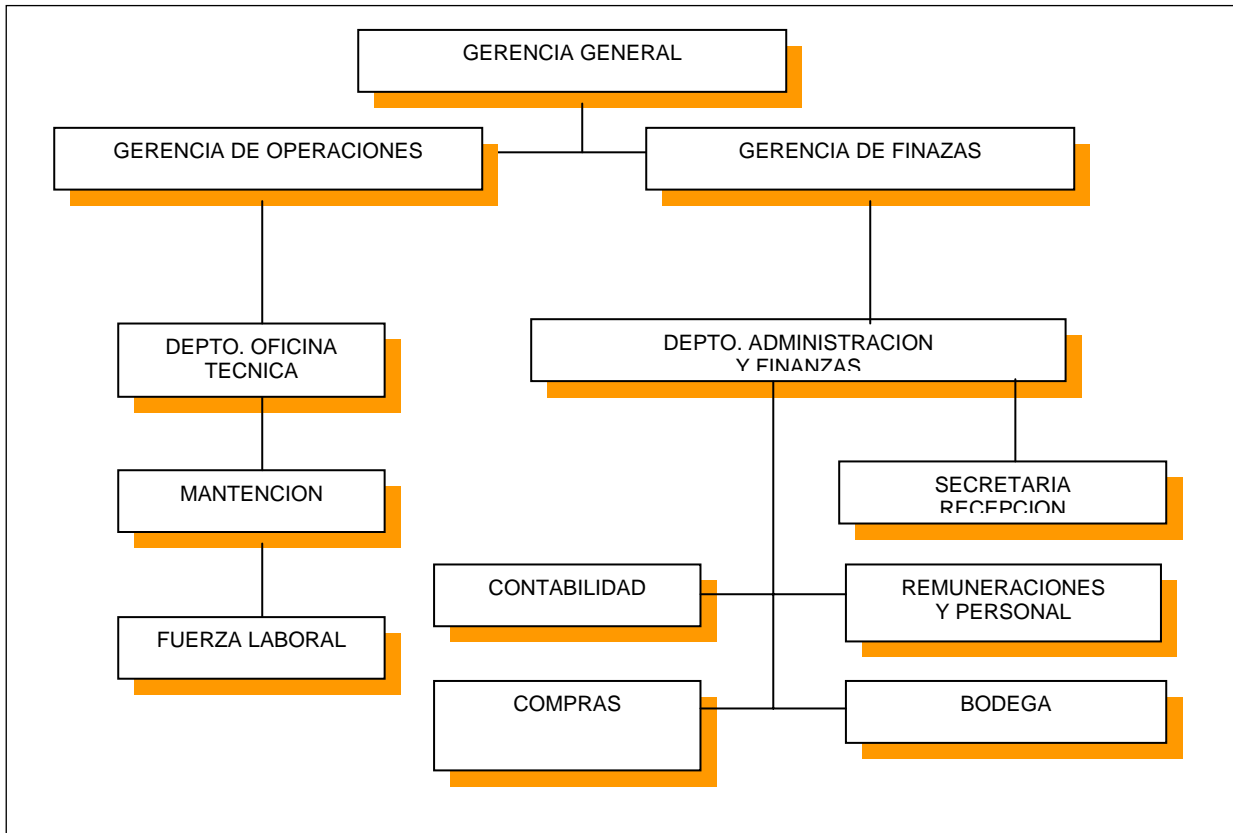 GERENCIA GENERAL
GERENCIA DE OPERACIONES
GERENCIA DE FINAZAS
DEPTO. OFICINA
TECNICA
DEPTO. ADMINISTRACION
Y FINANZAS
MANTENCION
SECRETARIA
RECEPCION
CONTABILIDAD
REMUNERACIONES
Y PERSONAL
FUERZA LABORAL
COMPRAS
BODEGA